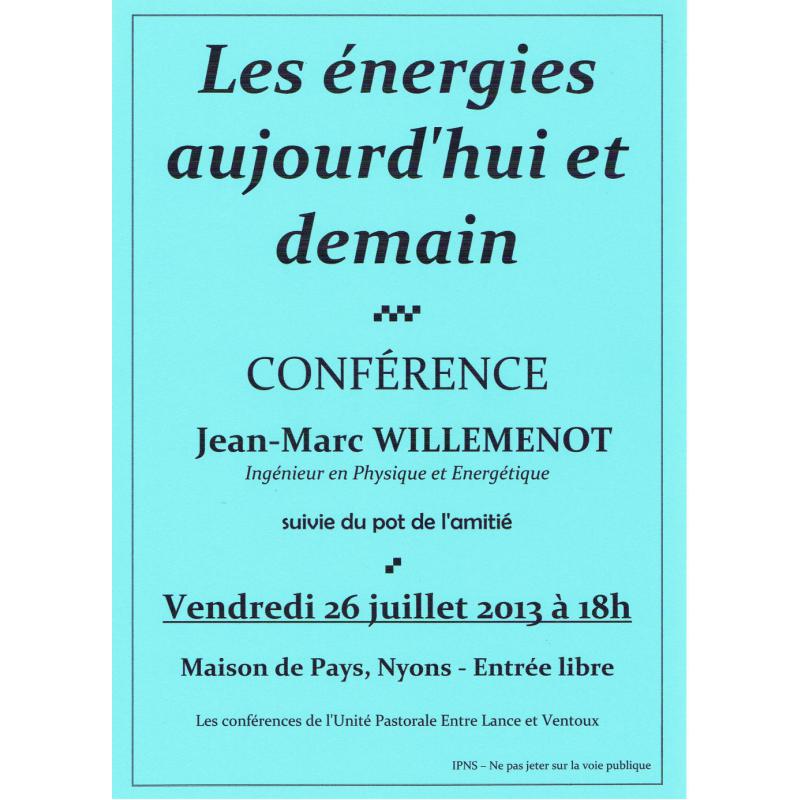 Les énergies
aujourd'hui et
demain
CONFÉRENCE
Jean-Marc WILLEMENOT
Ingénieur en Physique et Energétique
suivie du pot de l'amitié
Vendredi 26 juillet 2013 à 18h
Maison de Pays, Nyons - Entrée libre
Les conférences de l'Unité Pastorale Entre Lance et Ventoux
IPNS – Ne pas jeter sur la voie publique